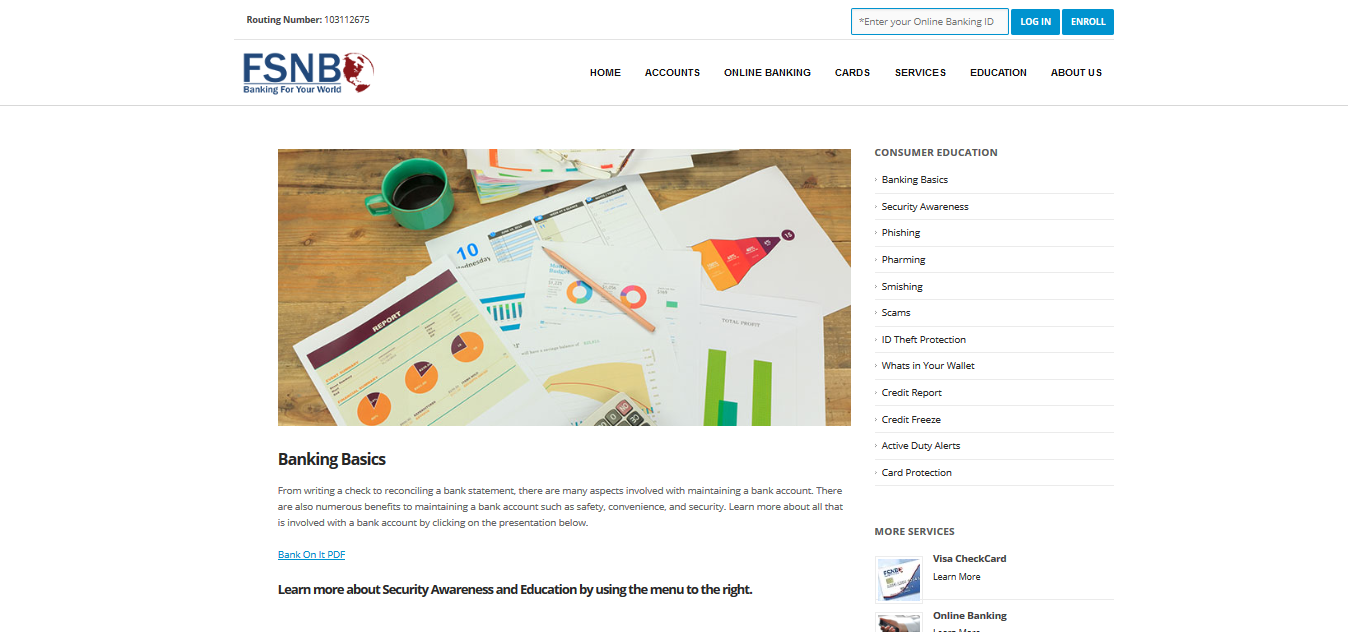 Routing Number: 103112675
*Enter your Online Banking ID
LOG IN
ENROLL
FSNB
Banking For Your World
HOME
ACCOUNTS
ONLINE BANKING
CARDS
SERVICES
EDUCATION
ABOUT US
REPORT
10
TOTAL PROFIT
Banking Basics
From writing a check to reconciling a bank statement, there are many aspects involved with maintaining a bank account. There
are also numerous benefits to maintaining a bank account such as safety, convenience, and security. Learn more about all that
is involved with a bank account by clicking on the presentation below.
Bank On It PDF
Learn more about Security Awareness and Education by using the menu to the right.
CONSUMER EDUCATION
Banking Basics
Security Awareness
Phishing
Pharming
Smishing
Scams
ID Theft Protection
Whats in Your Wallet
Credit Report
Credit Freeze
Active Duty Alerts
Card Protection
MORE SERVICES
FSNB
Visa CheckCard
Learn More
Online Banking
Learn More